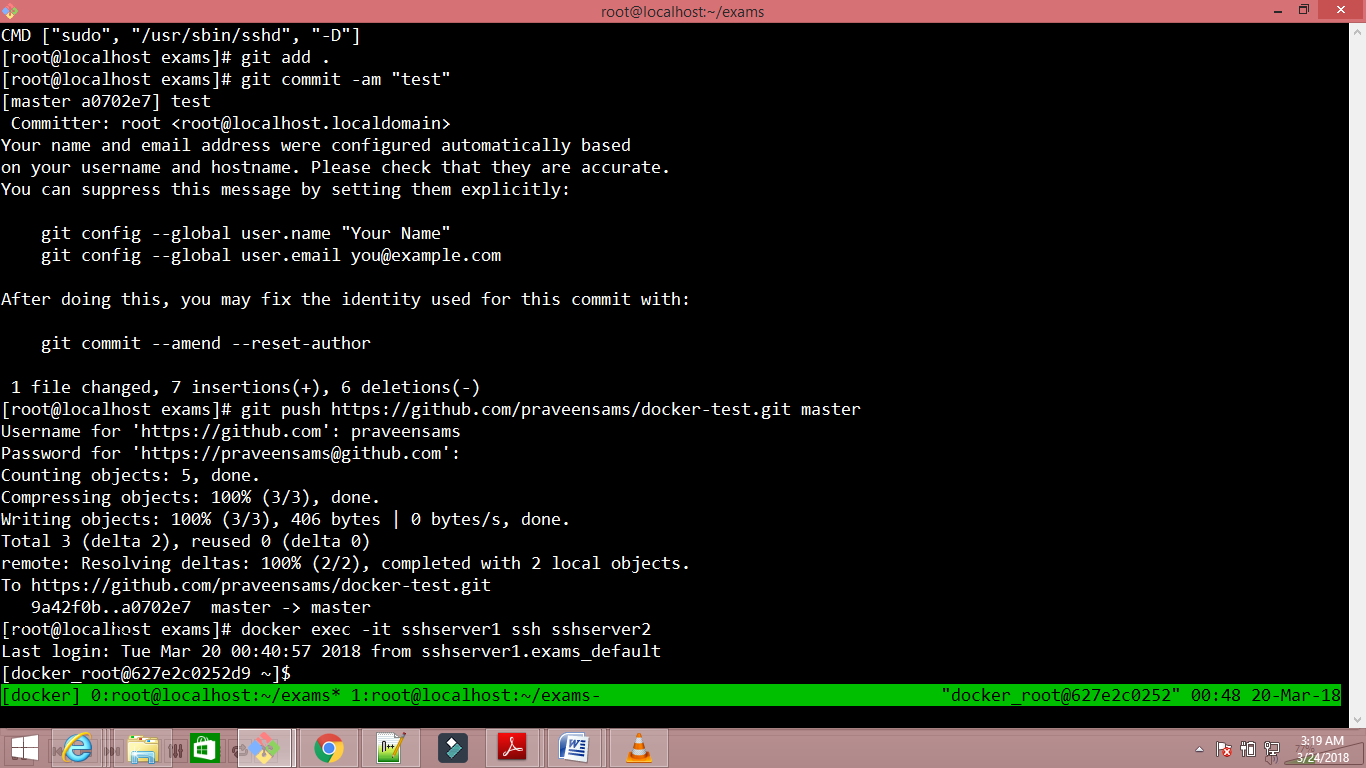 root@localhost:~/exams
CMD ["sudo", "/usr/sbin/sshd", "-D"]
[root@localhost exams]# git add .
[root@localhost exams]# git commit -am "test"
[master a0702e7] test
 Committer: root <root@localhost.localdomain>
Your name and email address were configured automatically based
on your username and hostname. Please check that they are accurate.
You can suppress this message by setting them explicitly:

    git config --global user.name "Your Name"
    git config --global user.email you@example.com

After doing this, you may fix the identity used for this commit with:

    git commit --amend --reset-author

 1 file changed, 7 insertions(+), 6 deletions(-)
[root@localhost exams]# git push https://github.com/praveensams/docker-test.git master
Username for 'https://github.com': praveensams
Password for 'https://praveensams@github.com':
Counting objects: 5, done.
Compressing objects: 100% (3/3), done.
Writing objects: 100% (3/3), 406 bytes | 0 bytes/s, done.
Total 3 (delta 2), reused 0 (delta 0)
remote: Resolving deltas: 100% (2/2), completed with 2 local objects.
To https://github.com/praveensams/docker-test.git
   9a42f0b..a0702e7  master -> master
[root@localhost exams]# docker exec -it sshserver1 ssh sshserver2
Last login: Tue Mar 20 00:40:57 2018 from sshserver1.exams_default
[docker_root@627e2c0252d9 ~]$
[docker] 0:root@localhost:~/exams* 1:root@localhost:~/exams- "docker_root@627e2c0252" 00:48 20-Mar-18
3:19 AM
3/24/2018